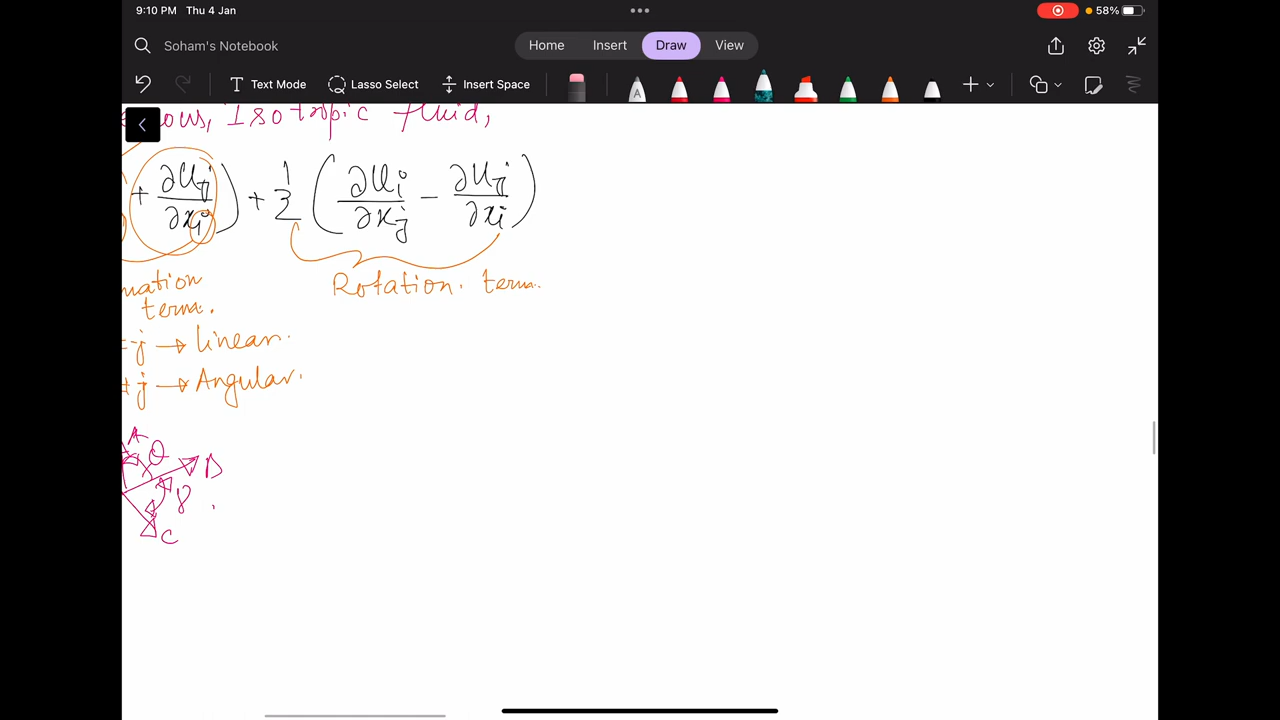 9:10 PM Thu 4 Jan
58%
Soham's Notebook
Home Insert Draw View
Text Mode Lasso Select Insert Space
A
ous, Isotropic fluid,
+ ∂Uj/∂xi) + 1/2 (∂Ui/∂xj − ∂Uj/∂xi)
mation
term.
Rotation. term.
j → linear.
≠ j → Angular.
A
θ
B
γ
C